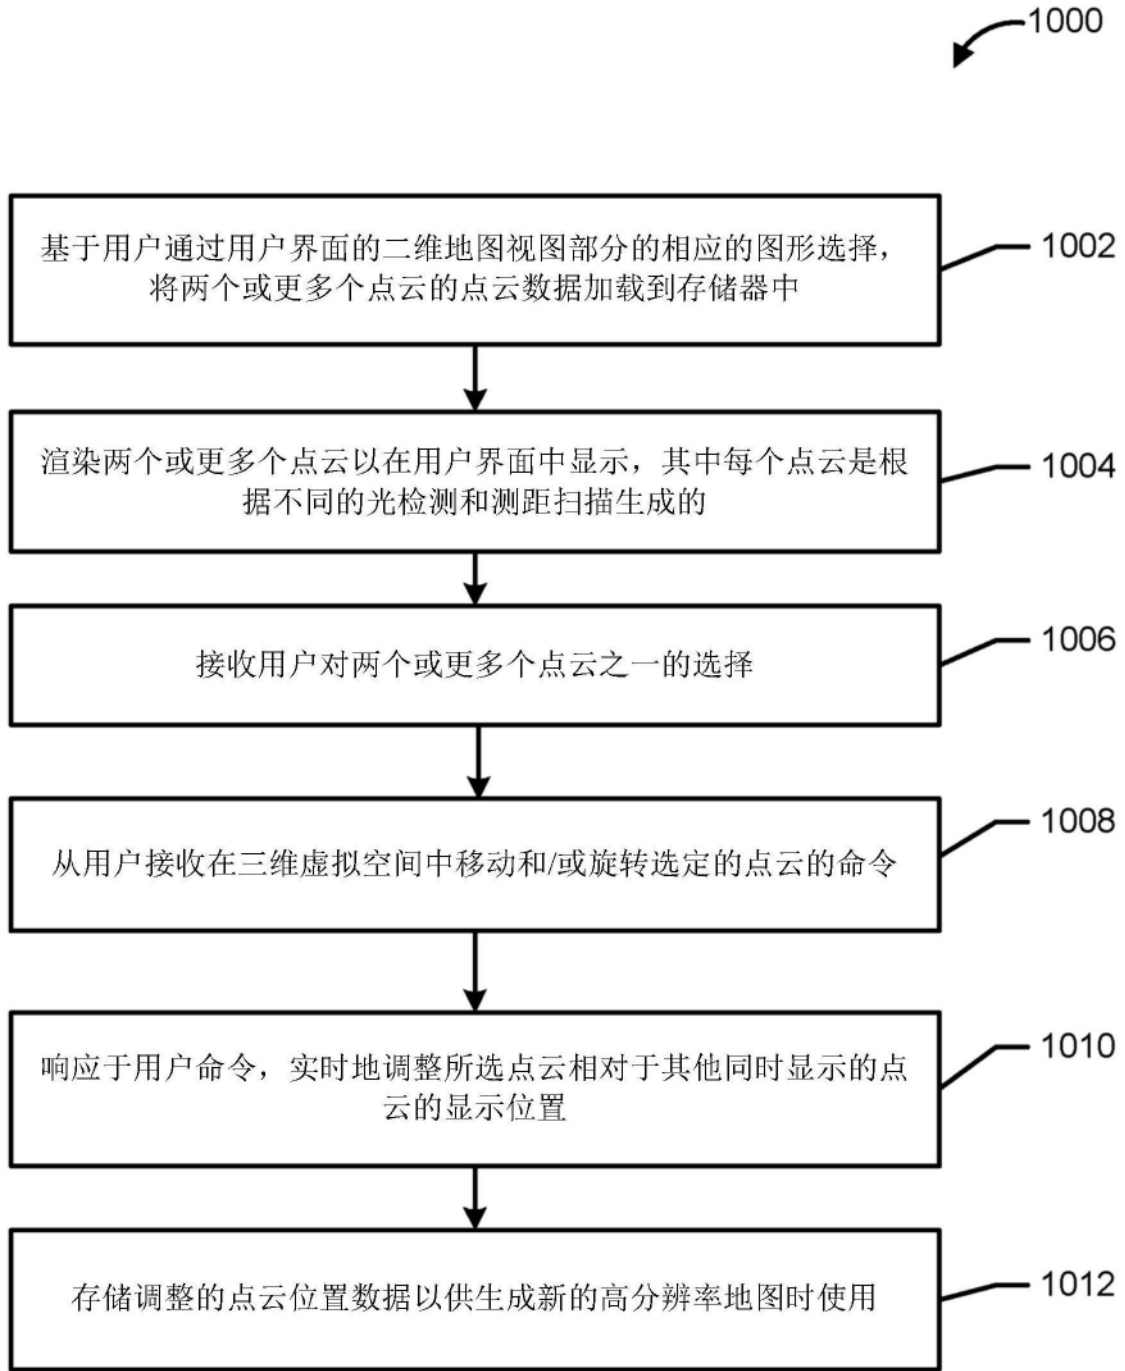 1000
基于用户通过用户界面的二维地图视图部分的相应的图形选择，
将两个或更多个点云的点云数据加载到存储器中
1002
渲染两个或更多个点云以在用户界面中显示，其中每个点云是根
据不同的光检测和测距扫描生成的
1004
接收用户对两个或更多个点云之一的选择
1006
从用户接收在三维虚拟空间中移动和/或旋转选定的点云的命令
1008
响应于用户命令，实时地调整所选点云相对于其他同时显示的点
云的显示位置
1010
存储调整的点云位置数据以供生成新的高分辨率地图时使用
1012